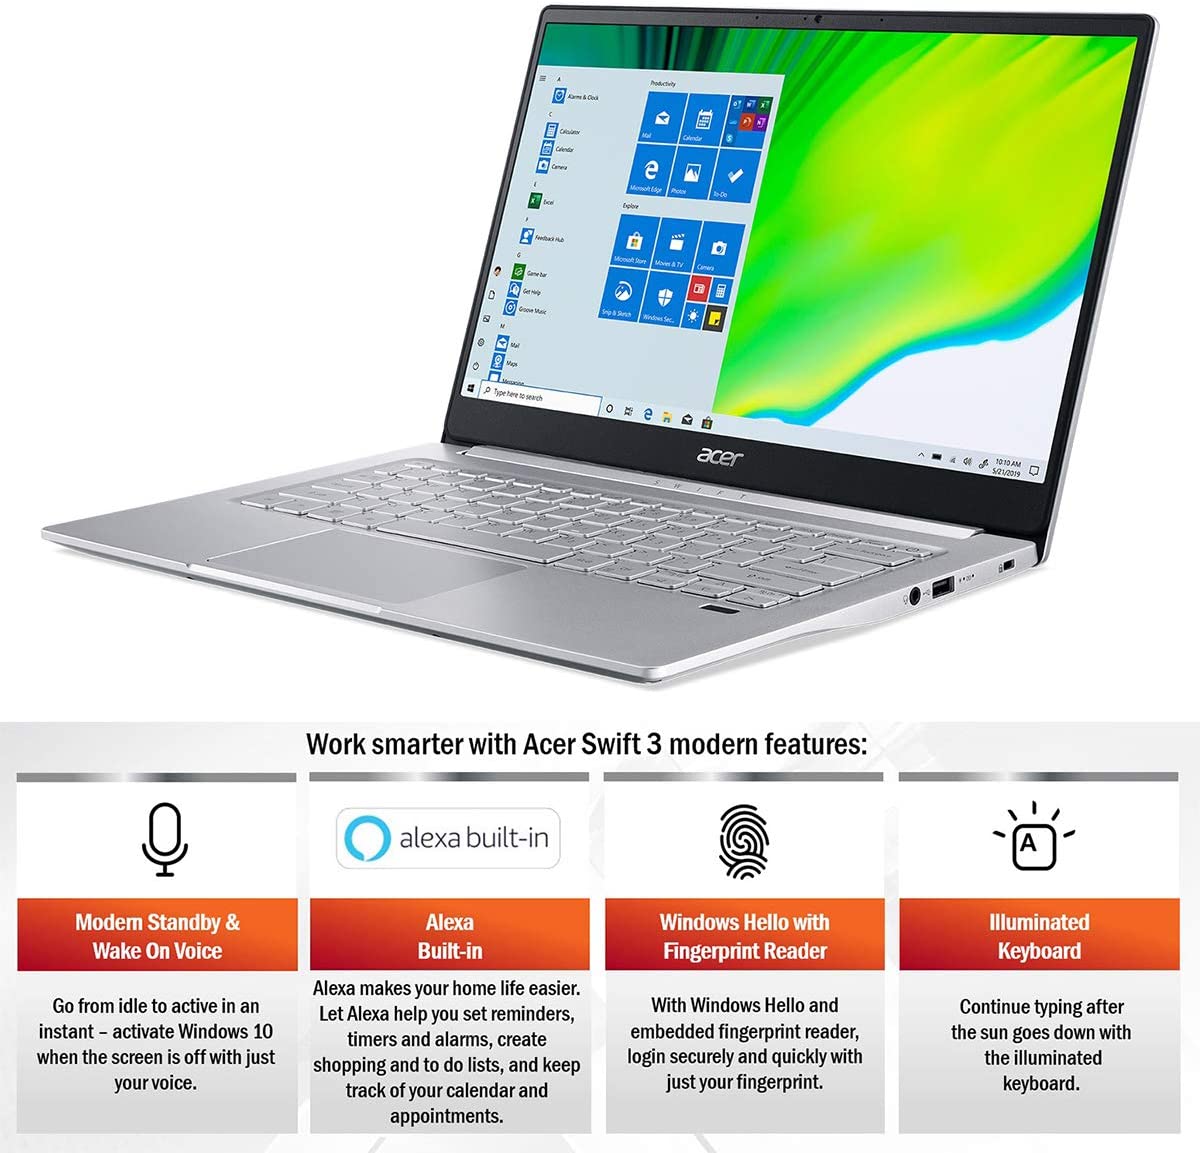 A
Alarms & Clock
C
Calculator
Calendar
Camera
E
Excel
F
Feedback Hub
G
Game bar
Get Help
Groove Music
M
Mail
Maps
Messaging
Type here to search
Productivity
Mail
Calendar
Microsoft Edge
Photos
To-Do
Explore
Microsoft Store
Movies & TV
Camera
Snip & Sketch
Windows Sec...
10:10 AM
5/21/2019
acer
SWIFT
Work smarter with Acer Swift 3 modern features:
Modern Standby &
Wake On Voice
Go from idle to active in an
instant – activate Windows 10
when the screen is off with just
your voice.
alexa built-in
Alexa
Built-in
Alexa makes your home life easier.
Let Alexa help you set reminders,
timers and alarms, create
shopping and to do lists, and keep
track of your calendar and
appointments.
Windows Hello with
Fingerprint Reader
With Windows Hello and
embedded fingerprint reader,
login securely and quickly with
just your fingerprint.
A
Illuminated
Keyboard
Continue typing after
the sun goes down with
the illuminated
keyboard.